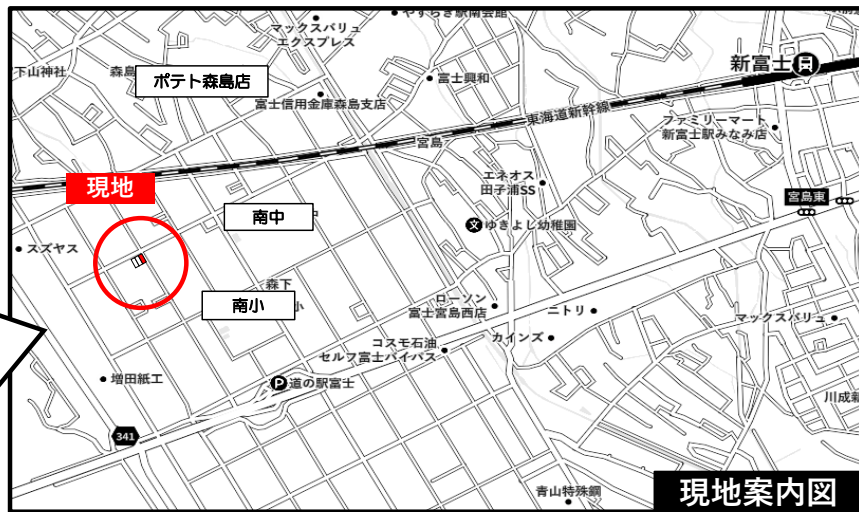 やすらぎ駅南会館
マックスバリュ
エクスプレス
新富士
下山神社
森島
ポテト森島店
富士興和
富士信用金庫森島支店
東海道新幹線
ファミリーマート
新富士駅みなみ店
宮島
エネオス
田子浦SS
現地
宮島東
南中
文
ゆきよし幼稚園
スズヤス
森下
南小
小
ローソン
富士宮島西店
ニトリ
マックスバリュ
コスモ石油
セルフ富士バイパス
カインズ
増田紙工
P
道の駅富士
川成新
341
青山特殊鋼
現地案内図